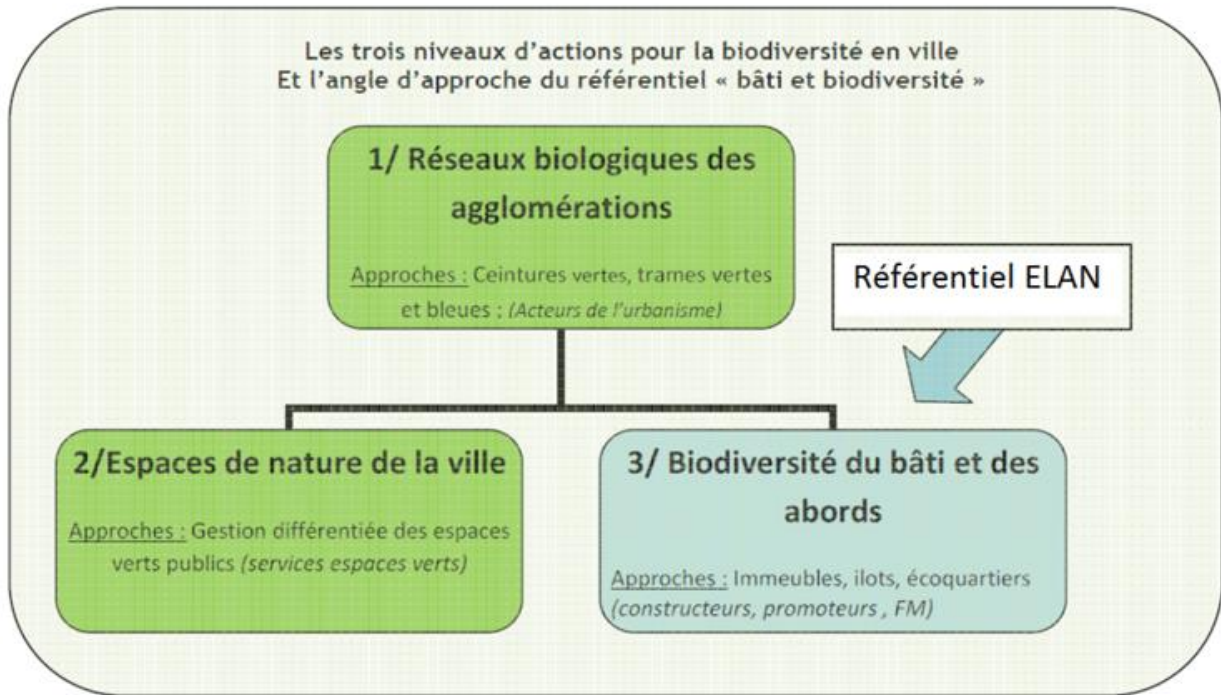 Les trois niveaux d'actions pour la biodiversité en ville
Et l'angle d'approche du référentiel « bâti et biodiversité »
1/ Réseaux biologiques des
agglomérations
Approches : Ceintures vertes, trames vertes
et bleues ; (Acteurs de l'urbanisme)
Référentiel ELAN
2/Espaces de nature de la ville
Approches : Gestion différentiée des espaces
verts publics (services espaces verts)
3/ Biodiversité du bâti et des
abords
Approches : Immeubles, ilots, écoquartiers
(constructeurs, promoteurs , FM)